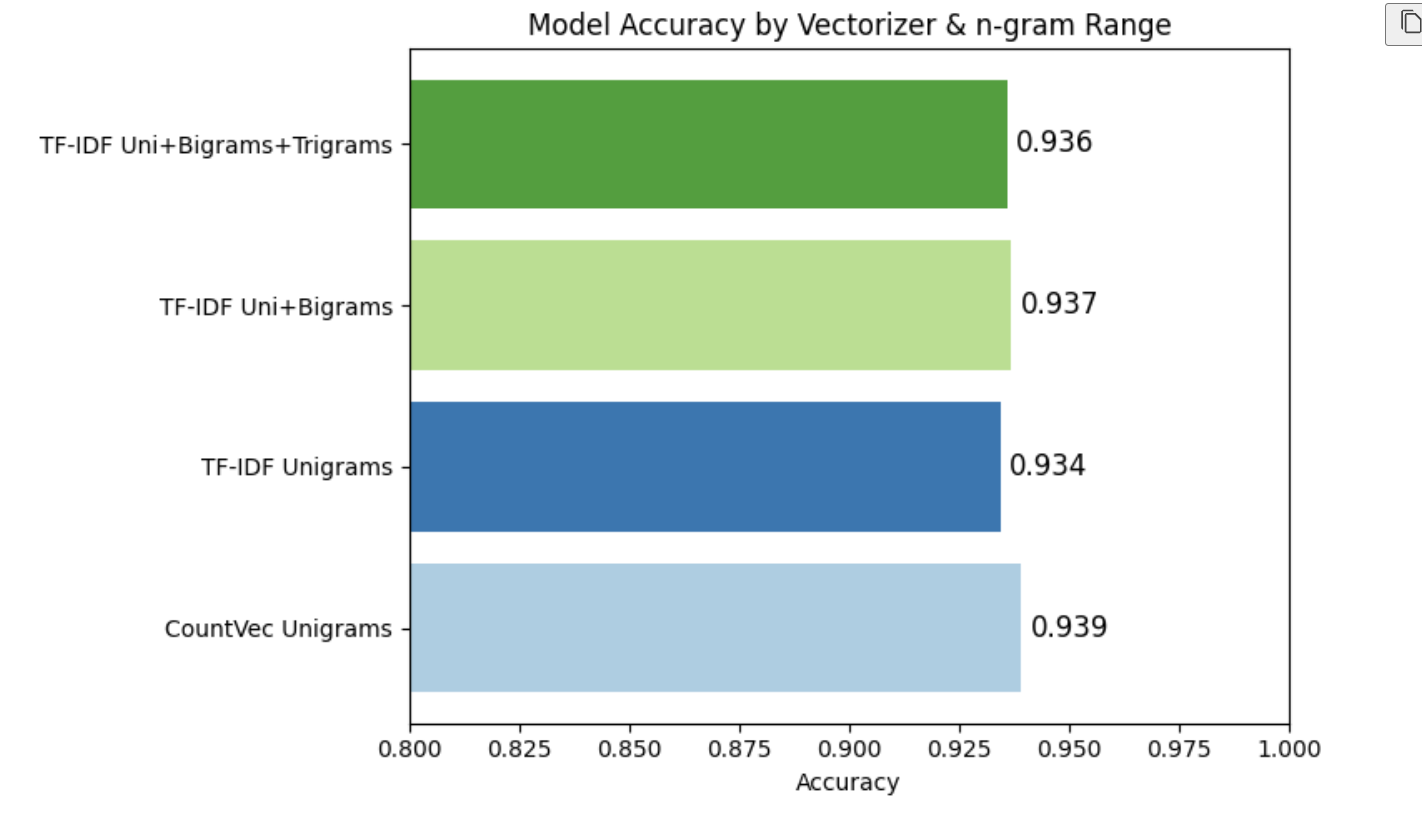 Model Accuracy by Vectorizer & n-gram Range
TF-IDF Uni+Bigrams+Trigrams
0.936
TF-IDF Uni+Bigrams
0.937
TF-IDF Unigrams
0.934
CountVec Unigrams
0.939
0.800 0.825 0.850 0.875 0.900 0.925 0.950 0.975 1.000
Accuracy